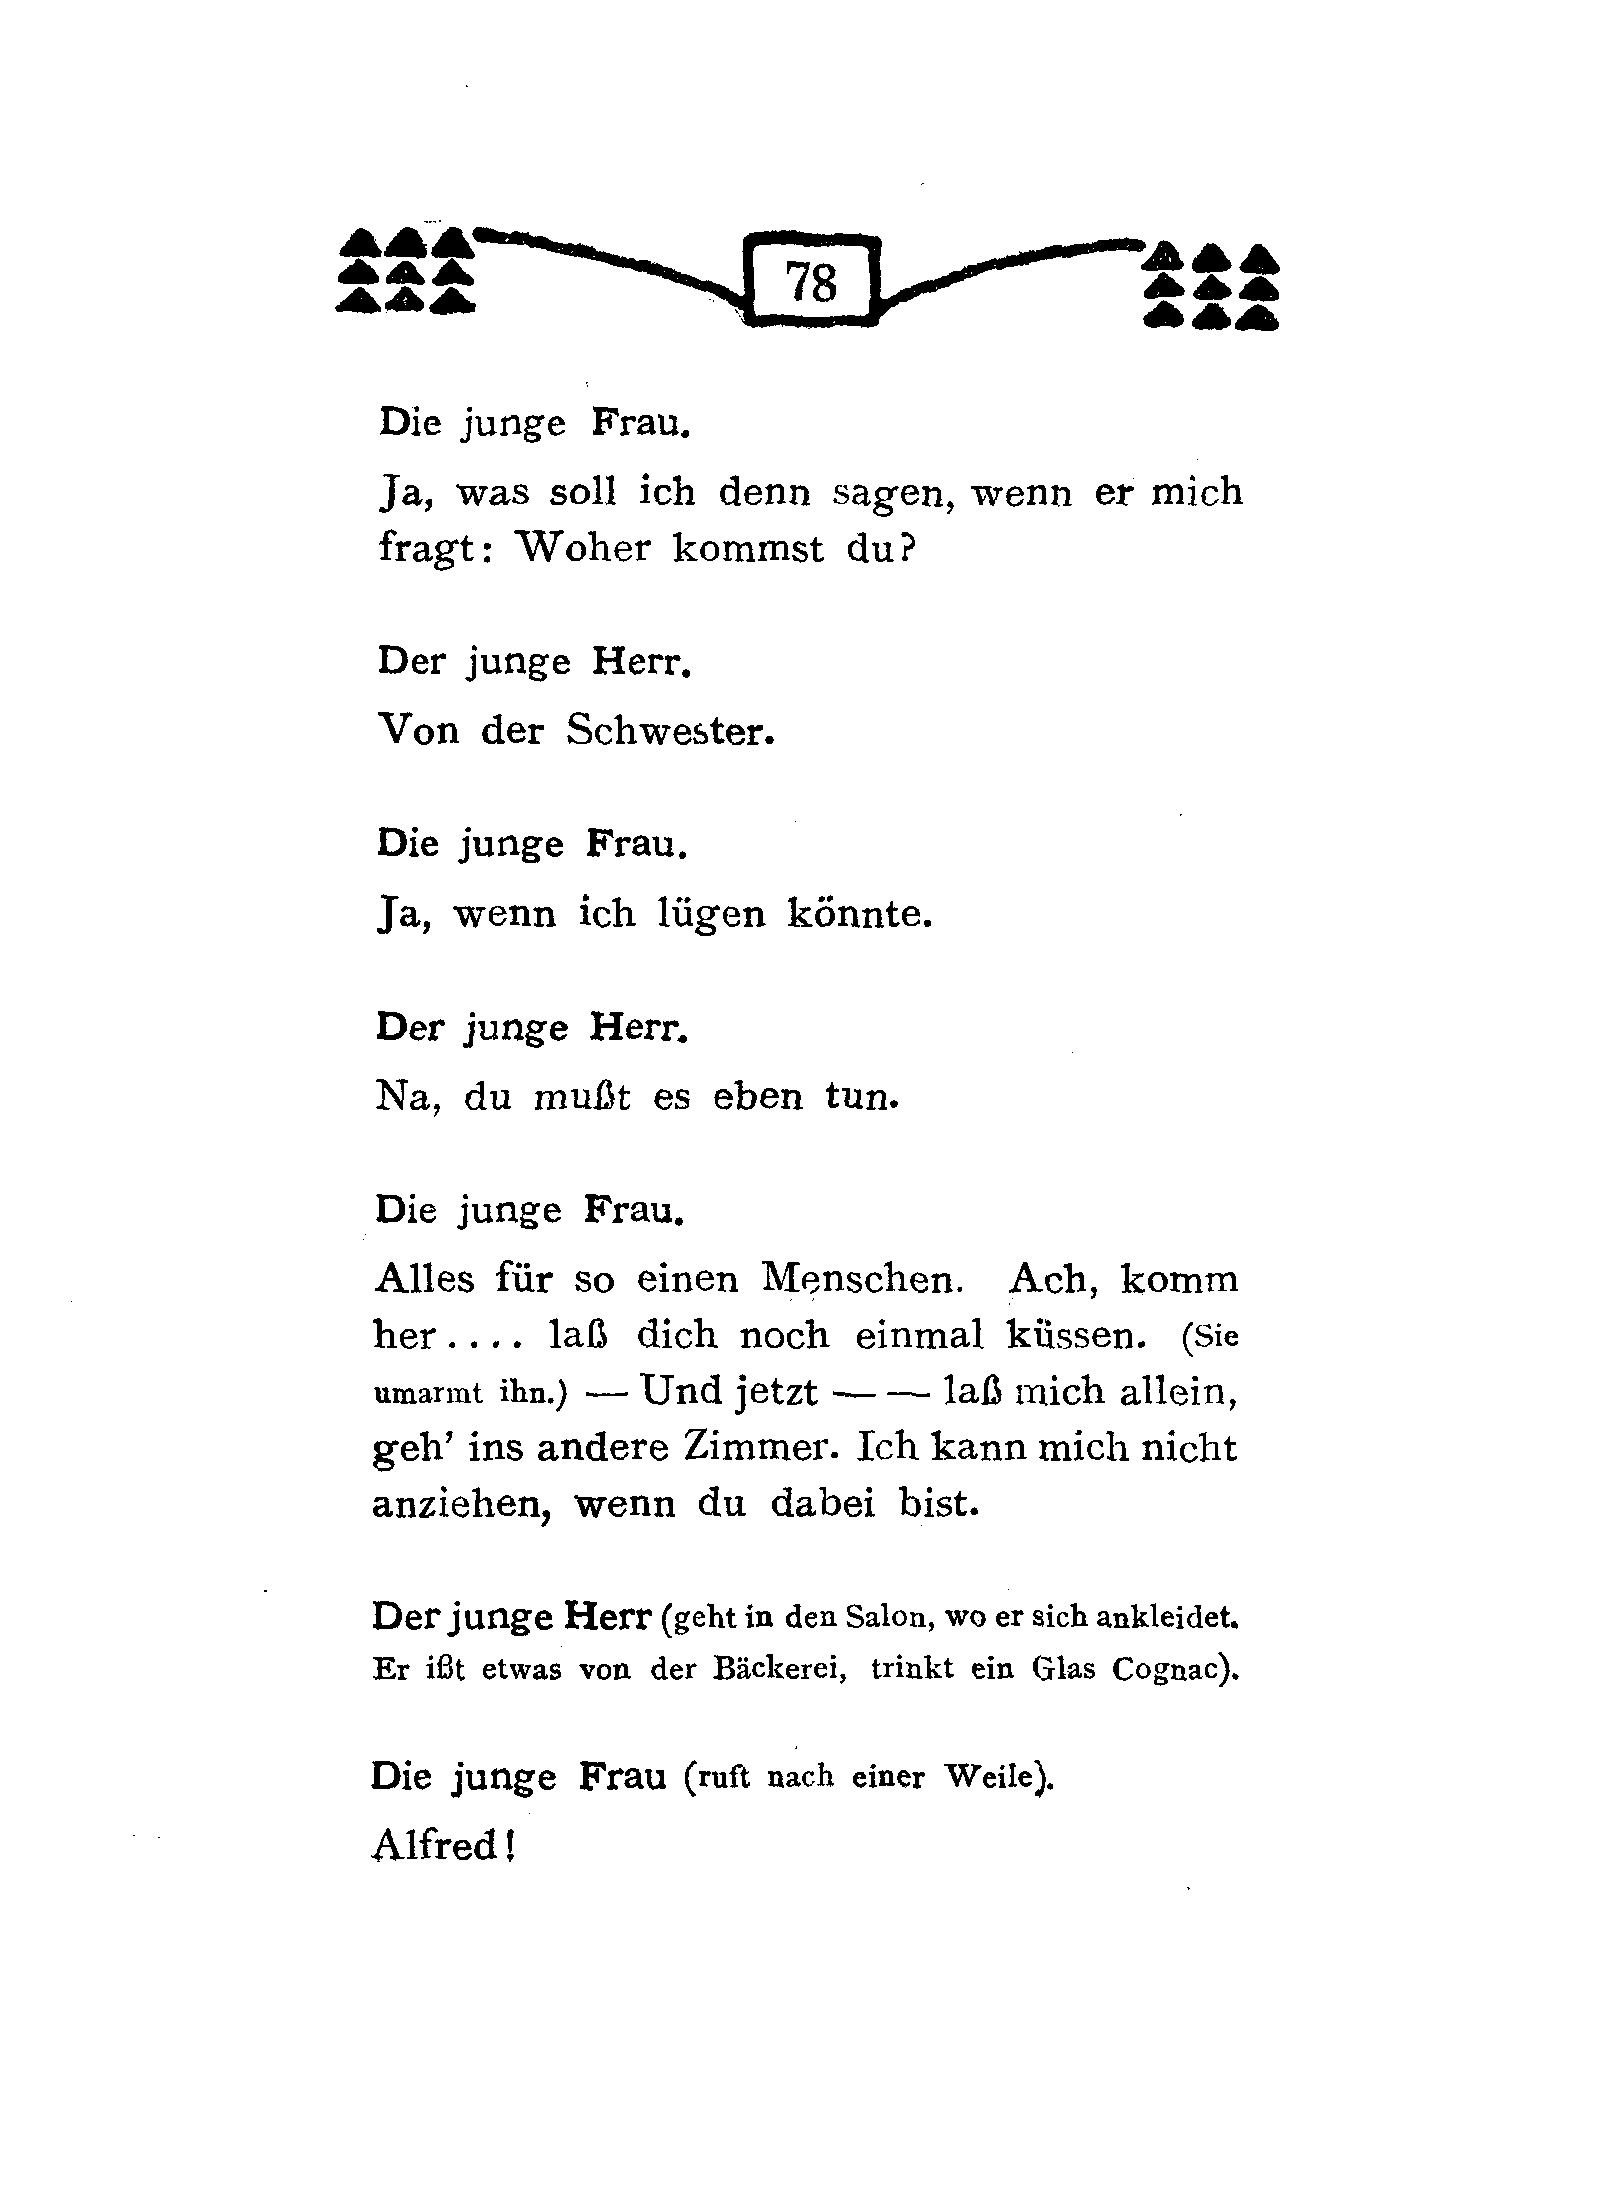 78
Die junge Frau.
Ja, was soll ich denn sagen, wenn er mich
fragt: Woher kommst du?
Der junge Herr.
Von der Schwester.
Die junge Frau.
Ja, wenn ich lügen könnte.
Der junge Herr.
Na, du mußt es eben tun.
Die junge Frau.
Alles für so einen Menschen. Ach, komm
her.... laß dich noch einmal küssen. (Sie
umarmt ihn.) — Und jetzt — — laß mich allein,
geh' ins andere Zimmer. Ich kann mich nicht
anziehen, wenn du dabei bist.
Der junge Herr (geht in den Salon, wo er sich ankleidet.
Er ißt etwas von der Bäckerei, trinkt ein Glas Cognac).
Die junge Frau (ruft nach einer Weile).
Alfred!